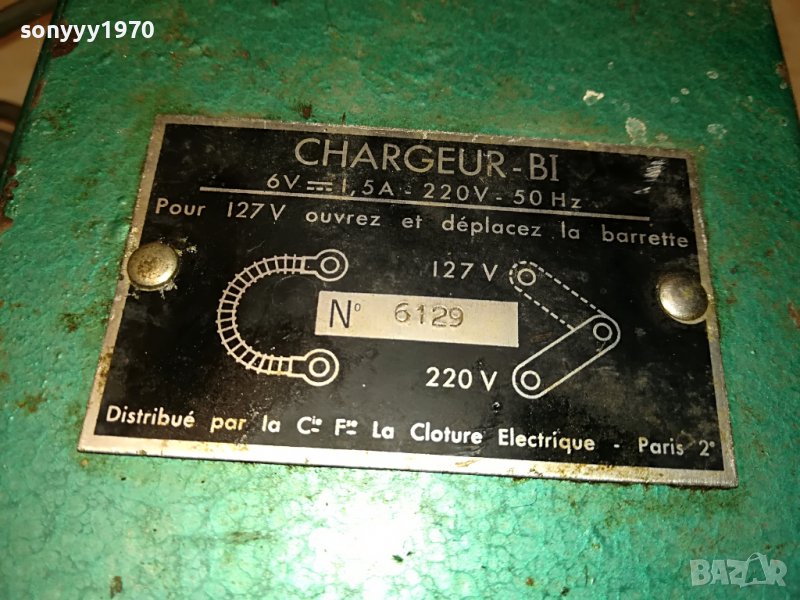 sonyyy1970
CHARGEUR-BI
6V⎓1,5A - 220V - 50 Hz
Pour 127V ouvrez et déplacez la barrette
127 V
N° 6129
220 V
Distribué par la Cie Fse La Cloture Electrique - Paris 2e
BAZAR